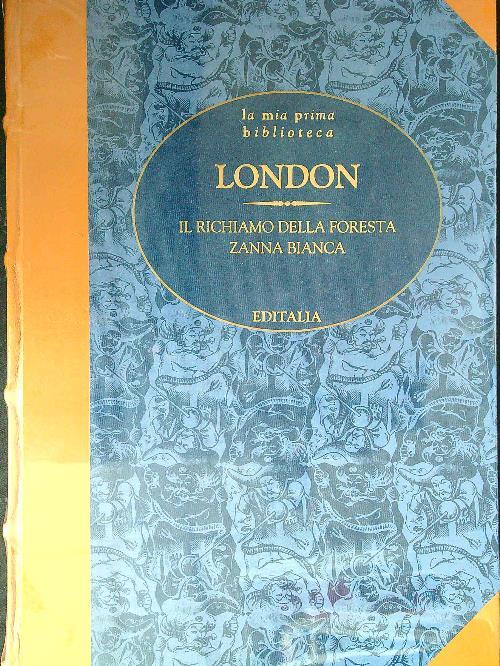 la mia prima
biblioteca
LONDON
IL RICHIAMO DELLA FORESTA
ZANNA BIANCA
EDITALIA